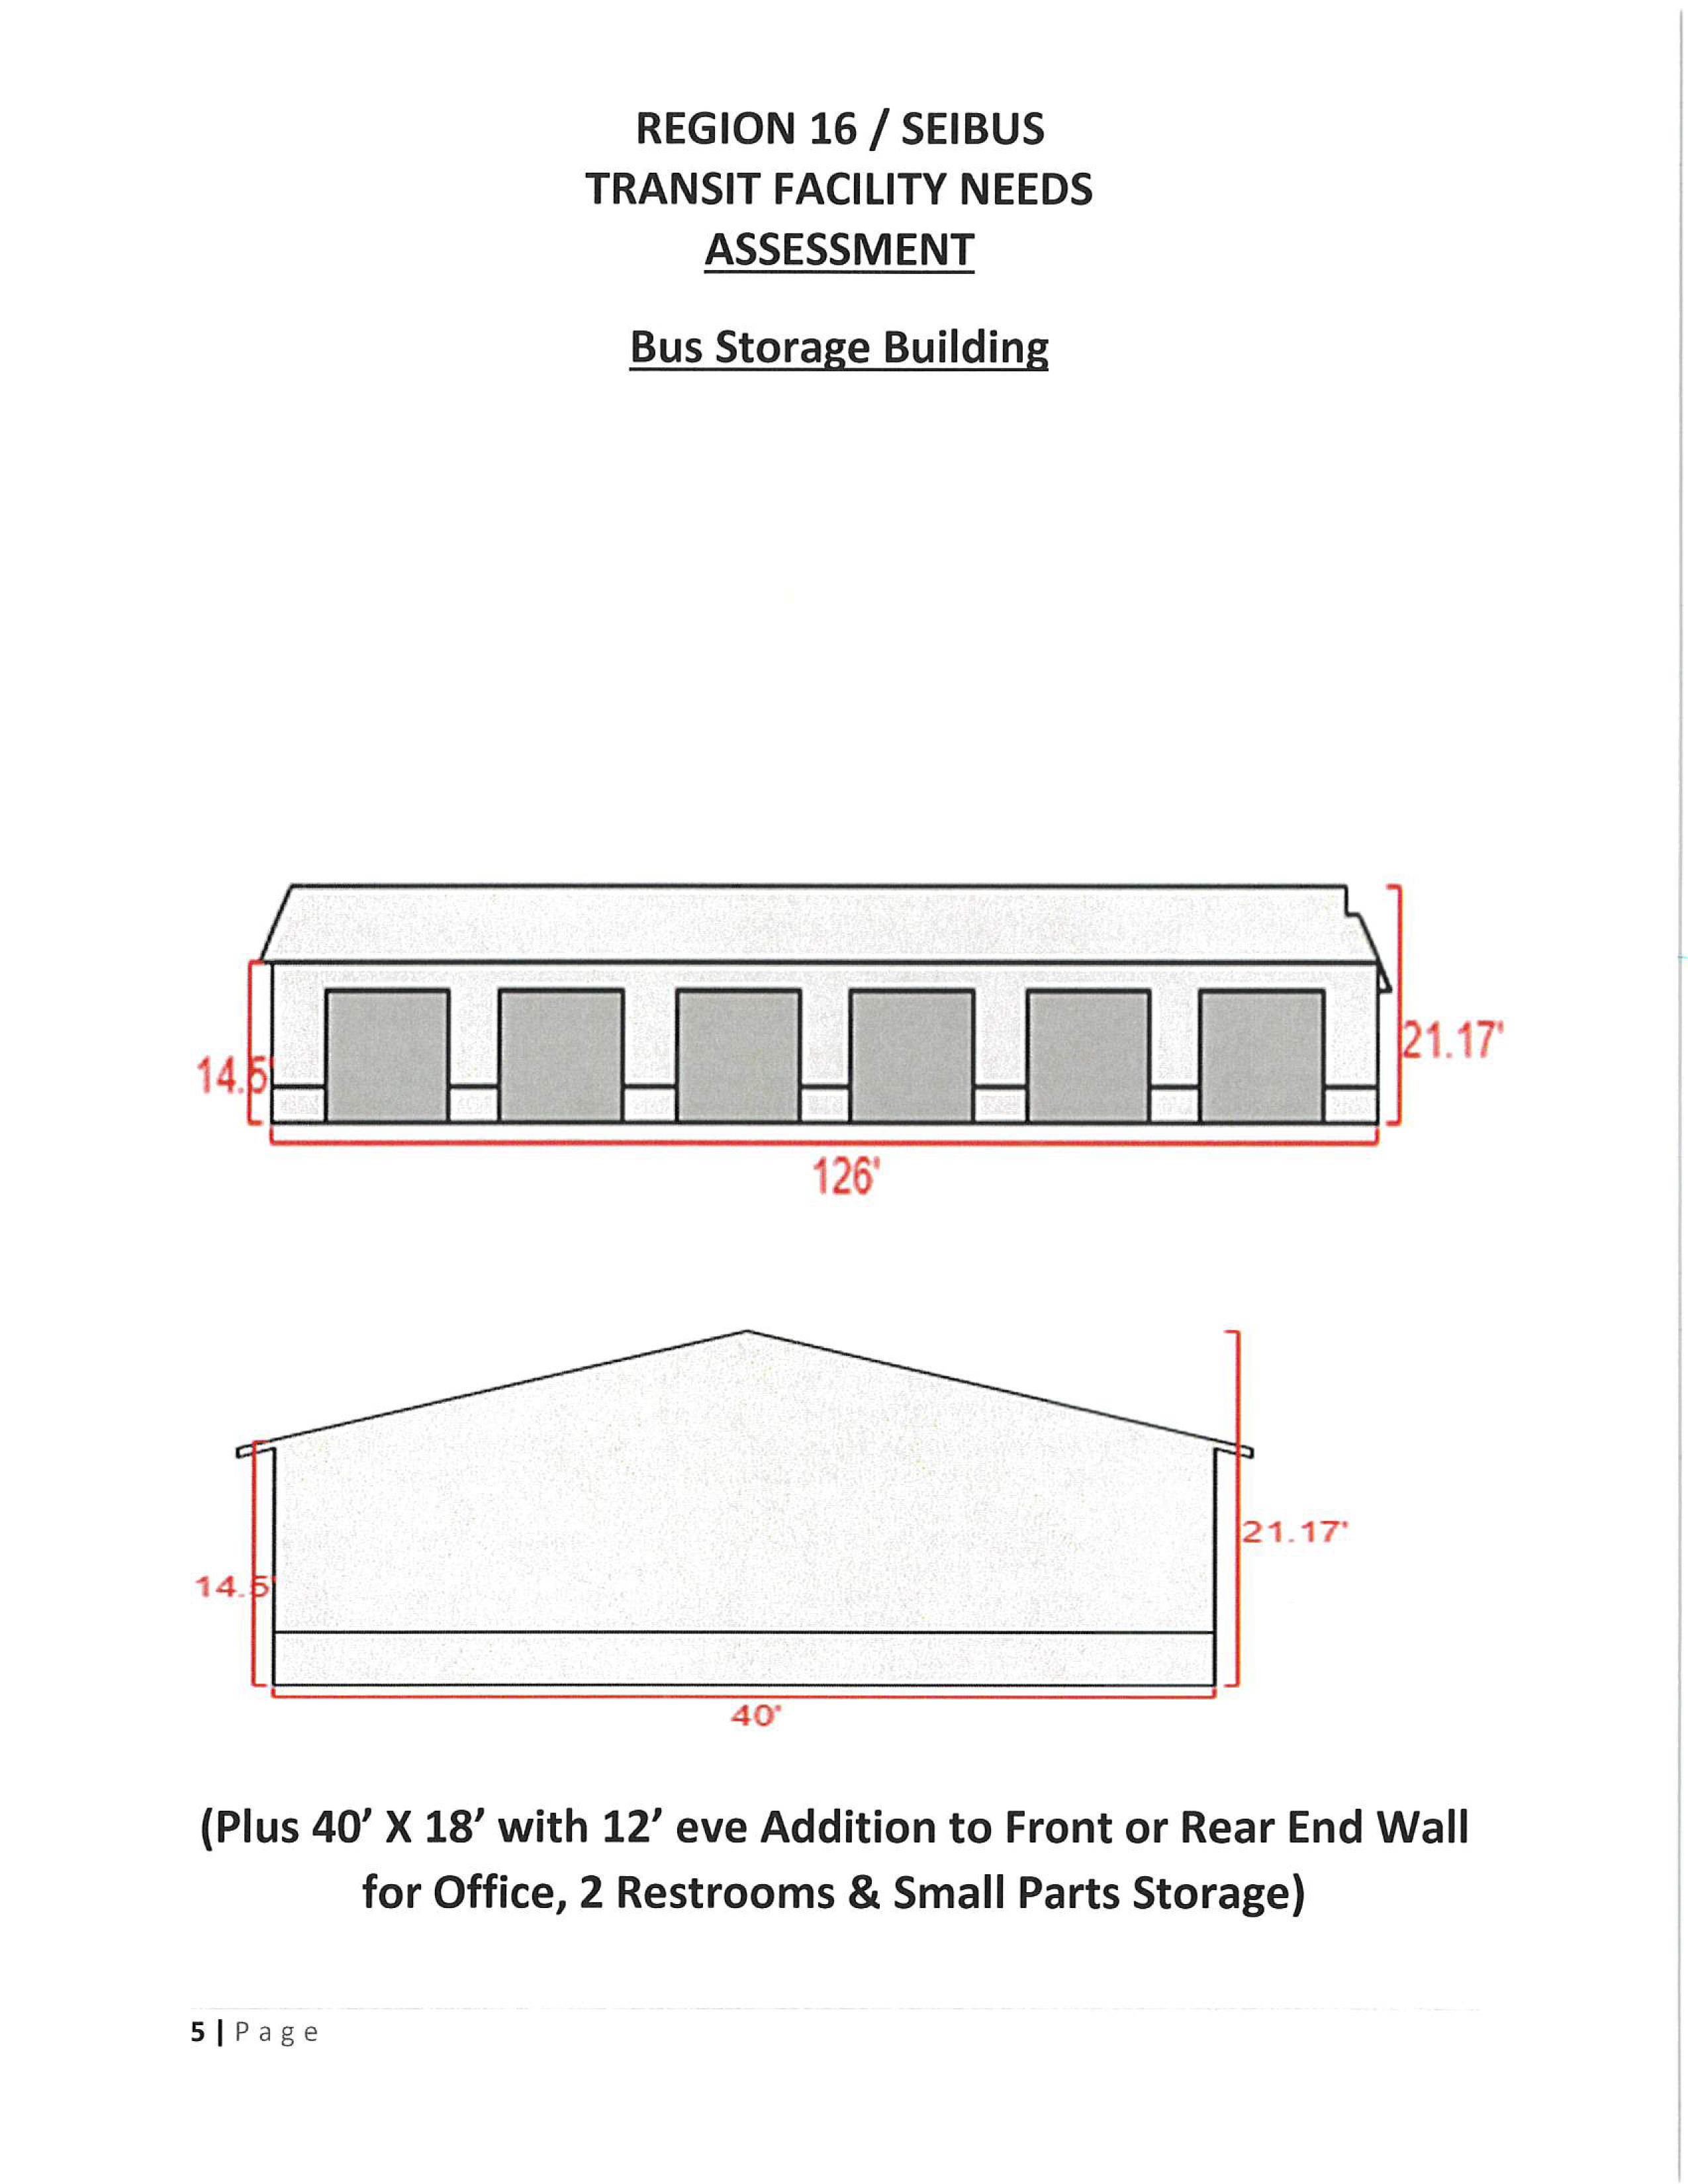 REGION 16 / SEIBUS
TRANSIT FACILITY NEEDS
ASSESSMENT
Bus Storage Building
14.5'
21.17'
126'
21.17'
14.5'
40'
(Plus 40’ X 18’ with 12’ eve Addition to Front or Rear End Wall
for Office, 2 Restrooms & Small Parts Storage)
5 | Page